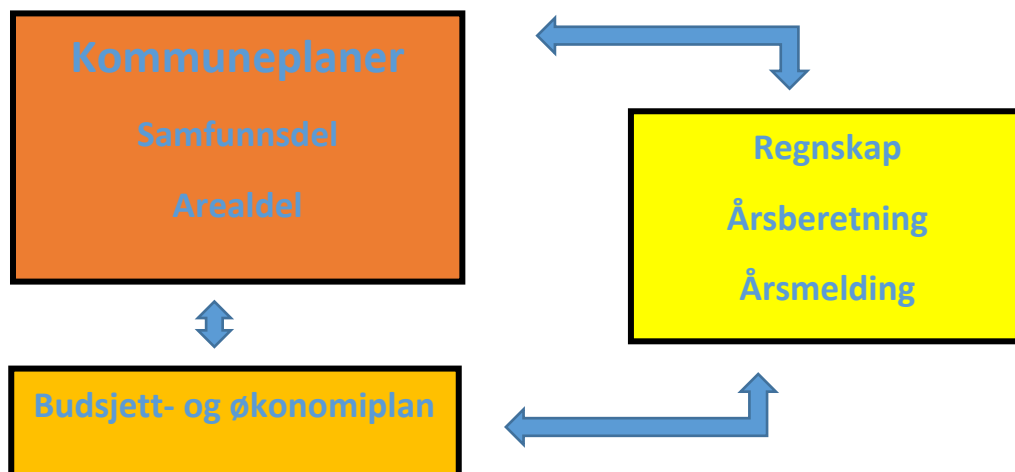 Kommuneplaner
Samfunnsdel
Arealdel
Regnskap
Årsberetning
Årsmelding
Budsjett- og økonomiplan